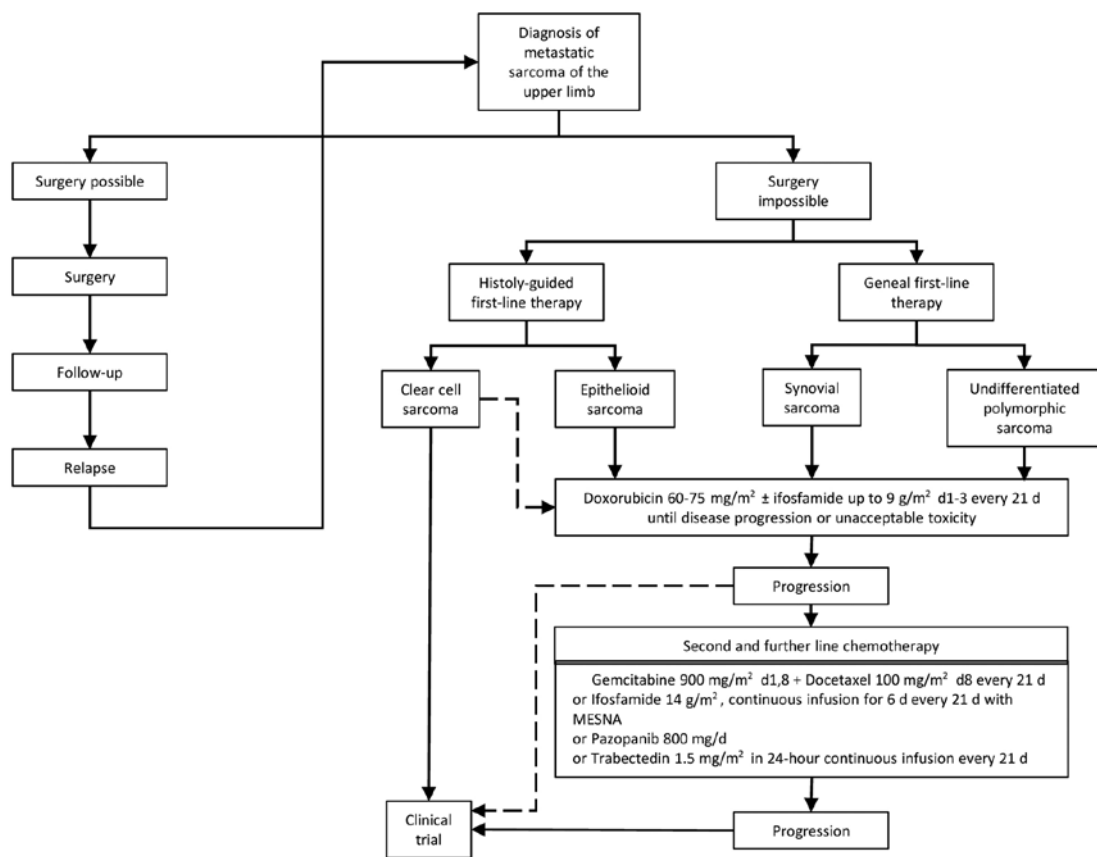 Diagnosis of
metastatic
sarcoma of the
upper limb
Surgery possible
Surgery
impossible
Surgery
Histoly-guided
first-line therapy
Geneal first-line
therapy
Follow-up
Clear cell
sarcoma
Epithelioid
sarcoma
Synovial
sarcoma
Undifferentiated
polymorphic
sarcoma
Relapse
Doxorubicin 60-75 mg/m² ± ifosfamide up to 9 g/m² d1-3 every 21 d
until disease progression or unacceptable toxicity
Progression
Second and further line chemotherapy
Gemcitabine 900 mg/m² d1,8 + Docetaxel 100 mg/m² d8 every 21 d
or Ifosfamide 14 g/m² , continuous infusion for 6 d every 21 d with
MESNA
or Pazopanib 800 mg/d
or Trabectedin 1.5 mg/m² in 24-hour continuous infusion every 21 d
Clinical
trial
Progression